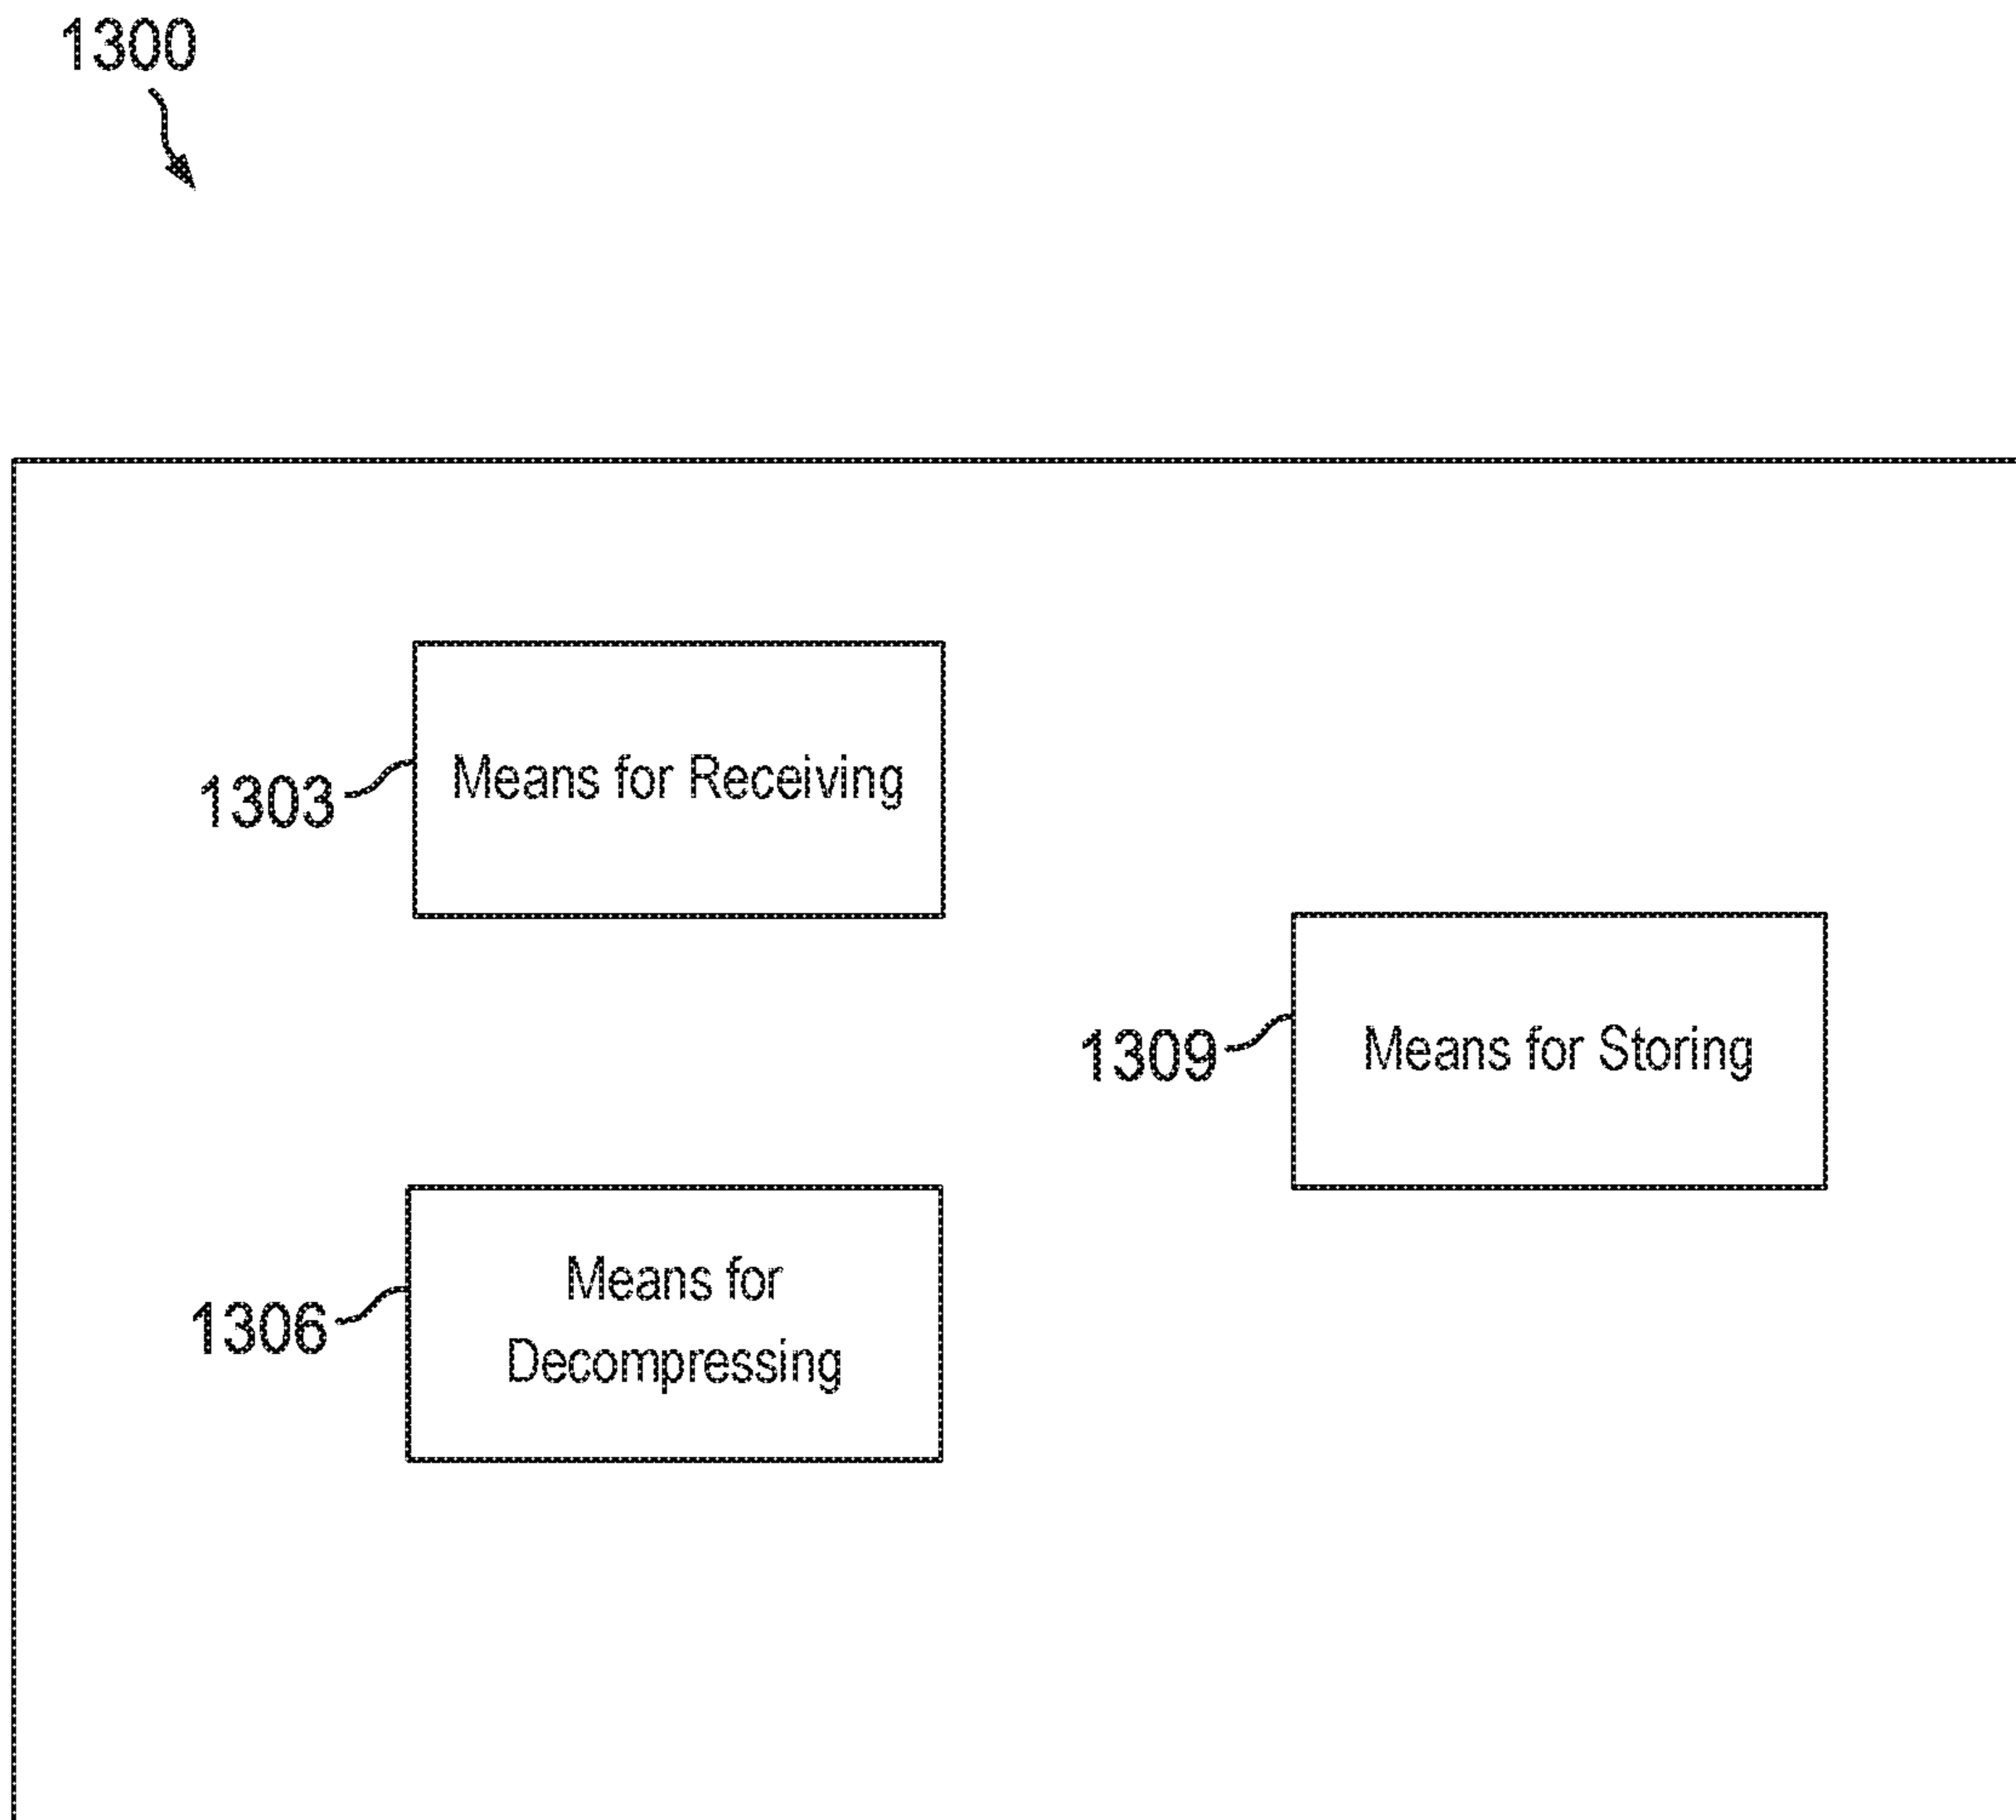 1300
1303
Means for Receiving
1309
Means for Storing
1306
Means for
Decompressing